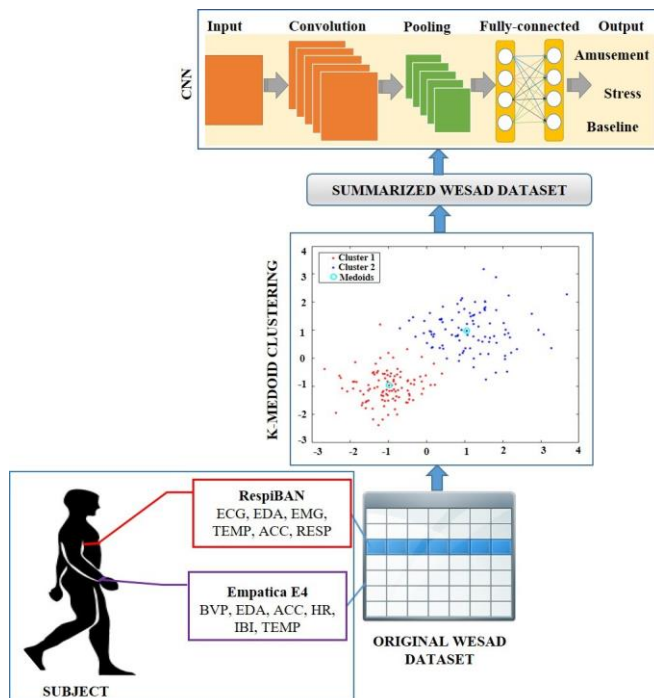 Input Convolution Pooling Fully-connected Output
CNN
Amusement
Stress
Baseline
SUMMARIZED WESAD DATASET
K-MEDOID CLUSTERING
Cluster 1
Cluster 2
Medoids
4
3
2
1
0
-1
-2
-3
-3 -2 -1 0 1 2 3 4
RespiBAN
ECG, EDA, EMG,
TEMP, ACC, RESP
Empatica E4
BVP, EDA, ACC, HR,
IBI, TEMP
SUBJECT
ORIGINAL WESAD
DATASET